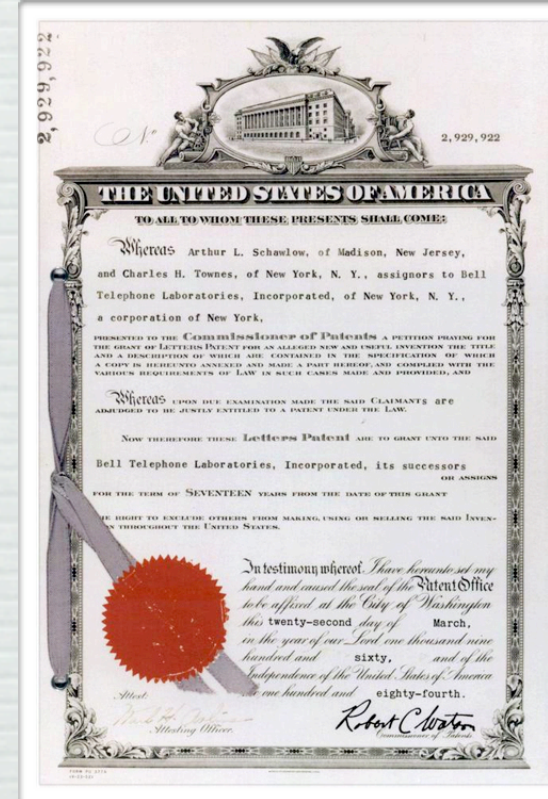 2,929,922
No.
2,929,922
THE UNITED STATES OF AMERICA
TO ALL TO WHOM THESE PRESENTS SHALL COME:
Whereas Arthur L. Schawlow, of Madison, New Jersey,
and Charles H. Townes, of New York, N. Y., assignors to Bell
Telephone Laboratories, Incorporated, of New York, N. Y.,
a corporation of New York,
PRESENTED TO THE Commissioner of Patents A PETITION PRAYING FOR
THE GRANT OF LETTERS PATENT FOR AN ALLEGED NEW AND USEFUL INVENTION THE TITLE
AND A DESCRIPTION OF WHICH ARE CONTAINED IN THE SPECIFICATION OF WHICH
A COPY IS HEREUNTO ANNEXED AND MADE A PART HEREOF, AND COMPLIED WITH THE
VARIOUS REQUIREMENTS OF LAW IN SUCH CASES MADE AND PROVIDED, AND
Whereas UPON DUE EXAMINATION MADE THE SAID CLAIMANTS are
ADJUDGED TO BE JUSTLY ENTITLED TO A PATENT UNDER THE LAW.
NOW THEREFORE THESE Letters Patent ARE TO GRANT UNTO THE SAID
Bell Telephone Laboratories, Incorporated, its successors
OR ASSIGNS
FOR THE TERM OF SEVENTEEN YEARS FROM THE DATE OF THIS GRANT
HE RIGHT TO EXCLUDE OTHERS FROM MAKING, USING OR SELLING THE SAID INVEN-
N THROUGHOUT THE UNITED STATES.
In testimony whereof I have hereunto set my
hand and caused the seal of the Patent Office
to be affixed at the City of Washington
this twenty-second day of March,
in the year of our Lord one thousand nine
hundred and sixty, and of the
Independence of the United States of America
the one hundred and eighty-fourth.
Attest:
Attesting Officer.
Robert C Watson
Commissioner of Patents